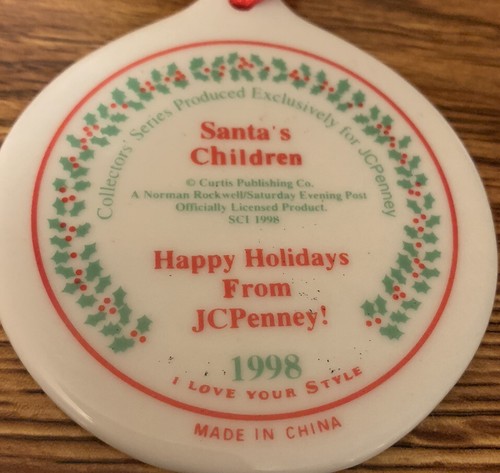 Collectors' Series Produced Exclusively for JCPenney
Santa's
Children
© Curtis Publishing Co.
A Norman Rockwell/Saturday Evening Post
Officially Licensed Product.
SCI 1998
Happy Holidays
From
JCPenney!
1998
I LOVE YOUR STYLE
MADE IN CHINA